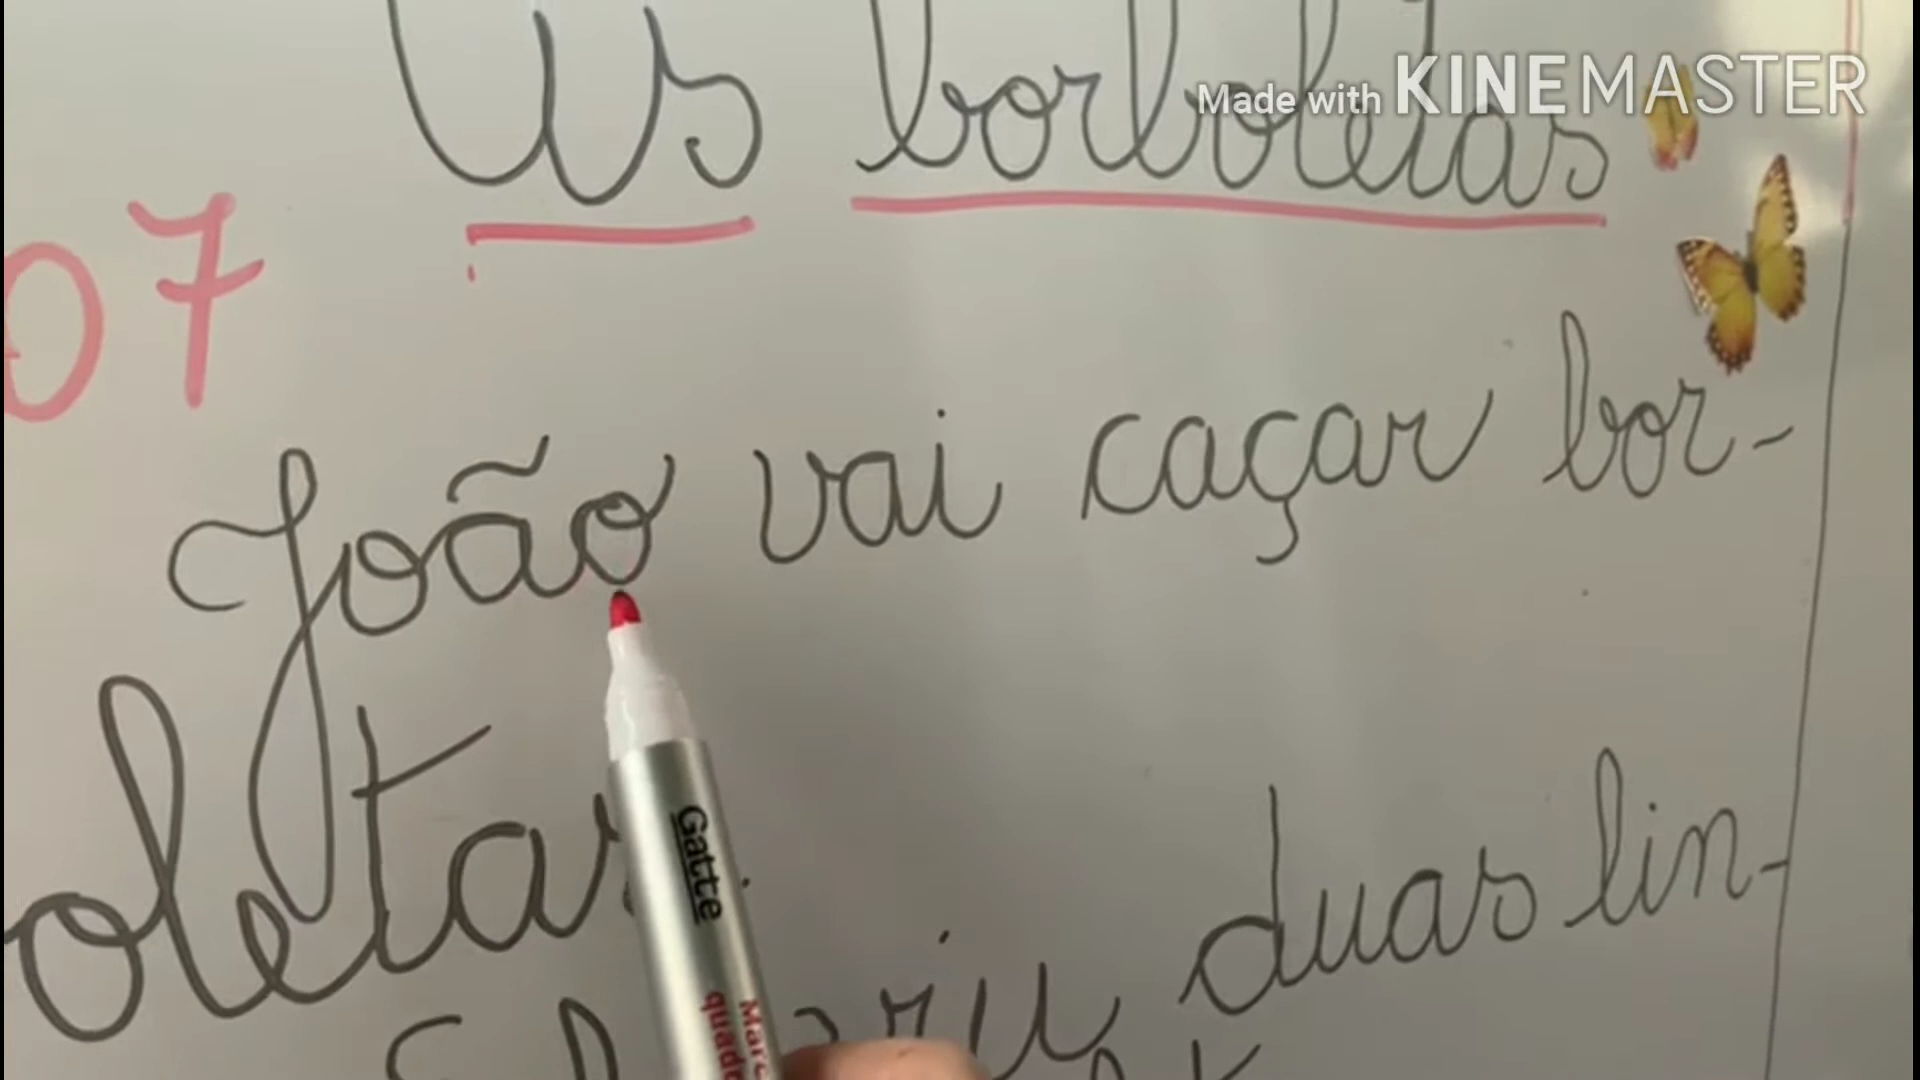 As borboletas
Made with KINEMASTER
07
João vai caçar bor-
boletas.
duas lin-
Gatte